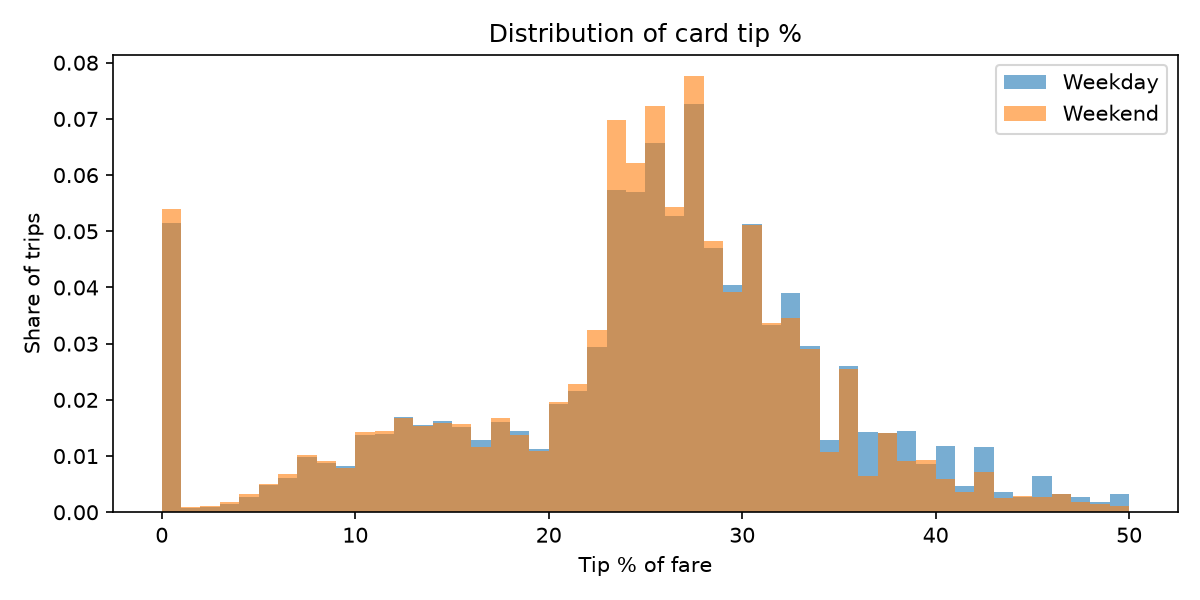 Distribution of card tip %
Weekday
Weekend
Share of trips
0.08
0.07
0.06
0.05
0.04
0.03
0.02
0.01
0.00
0 10 20 30 40 50
Tip % of fare